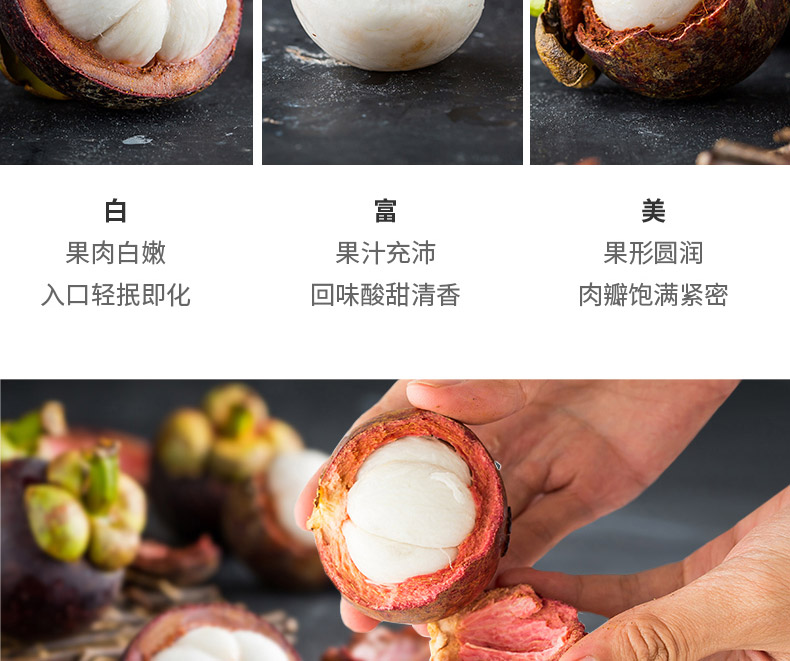 白
果肉白嫩
入口轻抿即化
富
果汁充沛
回味酸甜清香
美
果形圆润
肉瓣饱满紧密